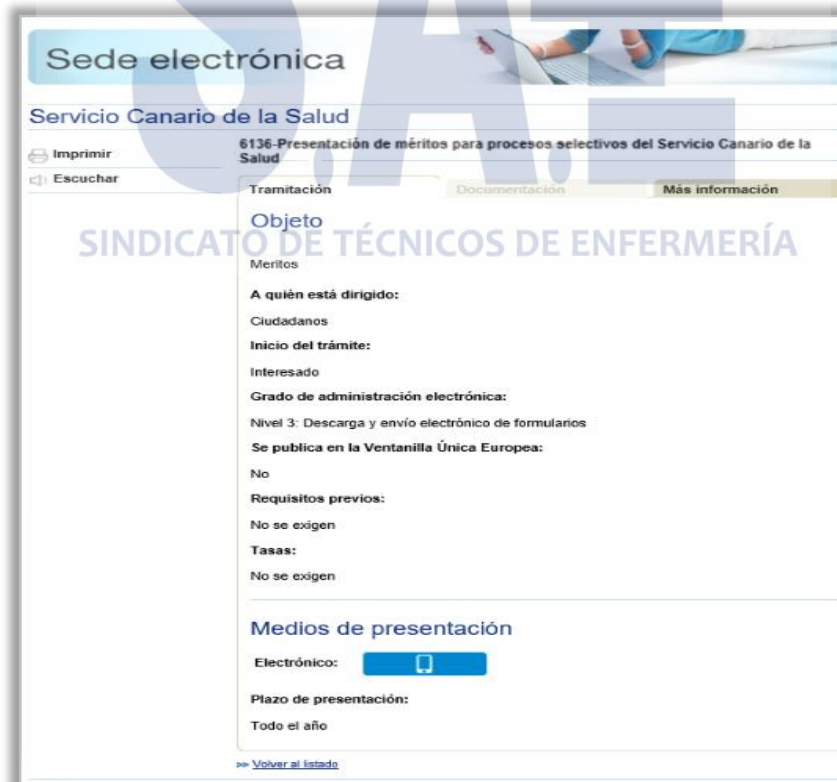 S.A.E
Sede electrónica
Servicio Canario de la Salud
Imprimir
Escuchar
6136-Presentación de méritos para procesos selectivos del Servicio Canario de la
Salud
Tramitación
Documentación
Más información
Objeto
SINDICATO DE TÉCNICOS DE ENFERMERÍA
Meritos
A quién está dirigido:
Ciudadanos
Inicio del trámite:
Interesado
Grado de administración electrónica:
Nivel 3: Descarga y envío electrónico de formularios
Se publica en la Ventanilla Única Europea:
No
Requisitos previos:
No se exigen
Tasas:
No se exigen
Medios de presentación
Electrónico:
Plazo de presentación:
Todo el año
>> Volver al listado